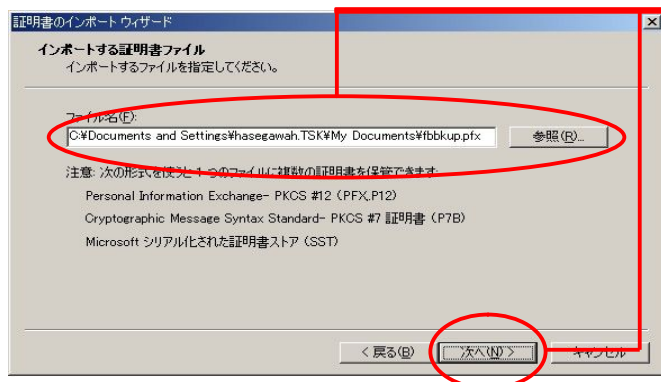 証明書のインポート ウィザード
インポートする証明書ファイル
インポートするファイルを指定してください。
ファイル名(F):
C:¥Documents and Settings¥hasegawah.TSK¥My Documents¥fbbkup.pfx
参照(R)...
注意: 次の形式を使うと 1 つのファイルに複数の証明書を保管できます:
Personal Information Exchange- PKCS #12 (PFX,P12)
Cryptographic Message Syntax Standard- PKCS #7 証明書 (P7B)
Microsoft シリアル化された証明書ストア (SST)
< 戻る(B)
次へ(N) >
キャンセル